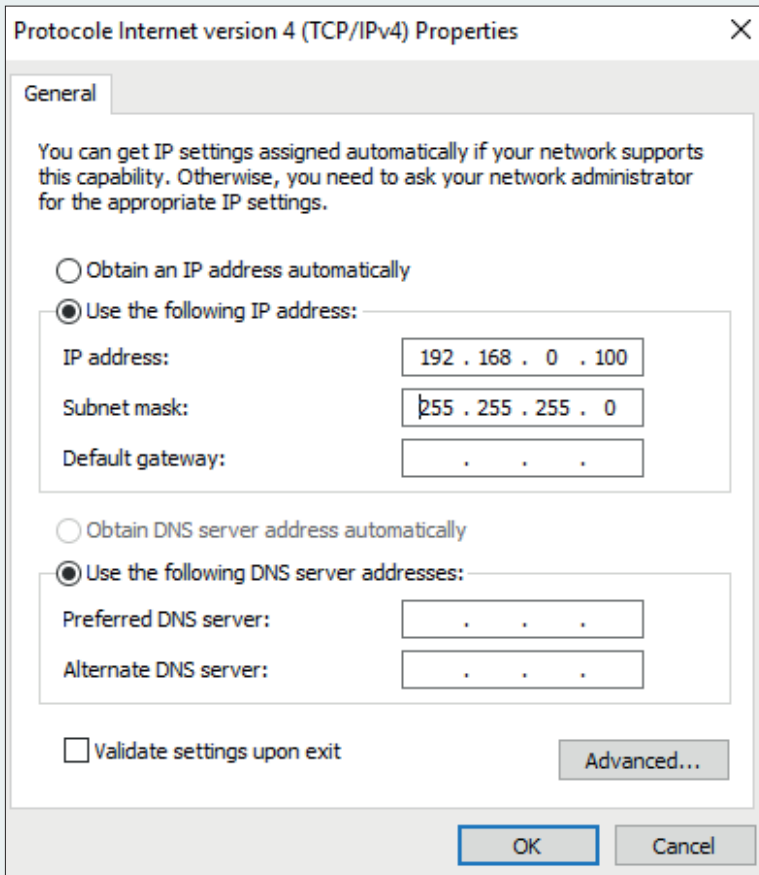 Protocole Internet version 4 (TCP/IPv4) Properties
General
You can get IP settings assigned automatically if your network supports
this capability. Otherwise, you need to ask your network administrator
for the appropriate IP settings.
Obtain an IP address automatically
Use the following IP address:
IP address: 192 . 168 . 0 . 100
Subnet mask: 255 . 255 . 255 . 0
Default gateway: . . .
Obtain DNS server address automatically
Use the following DNS server addresses:
Preferred DNS server: . . .
Alternate DNS server: . . .
Validate settings upon exit
Advanced...
OK Cancel